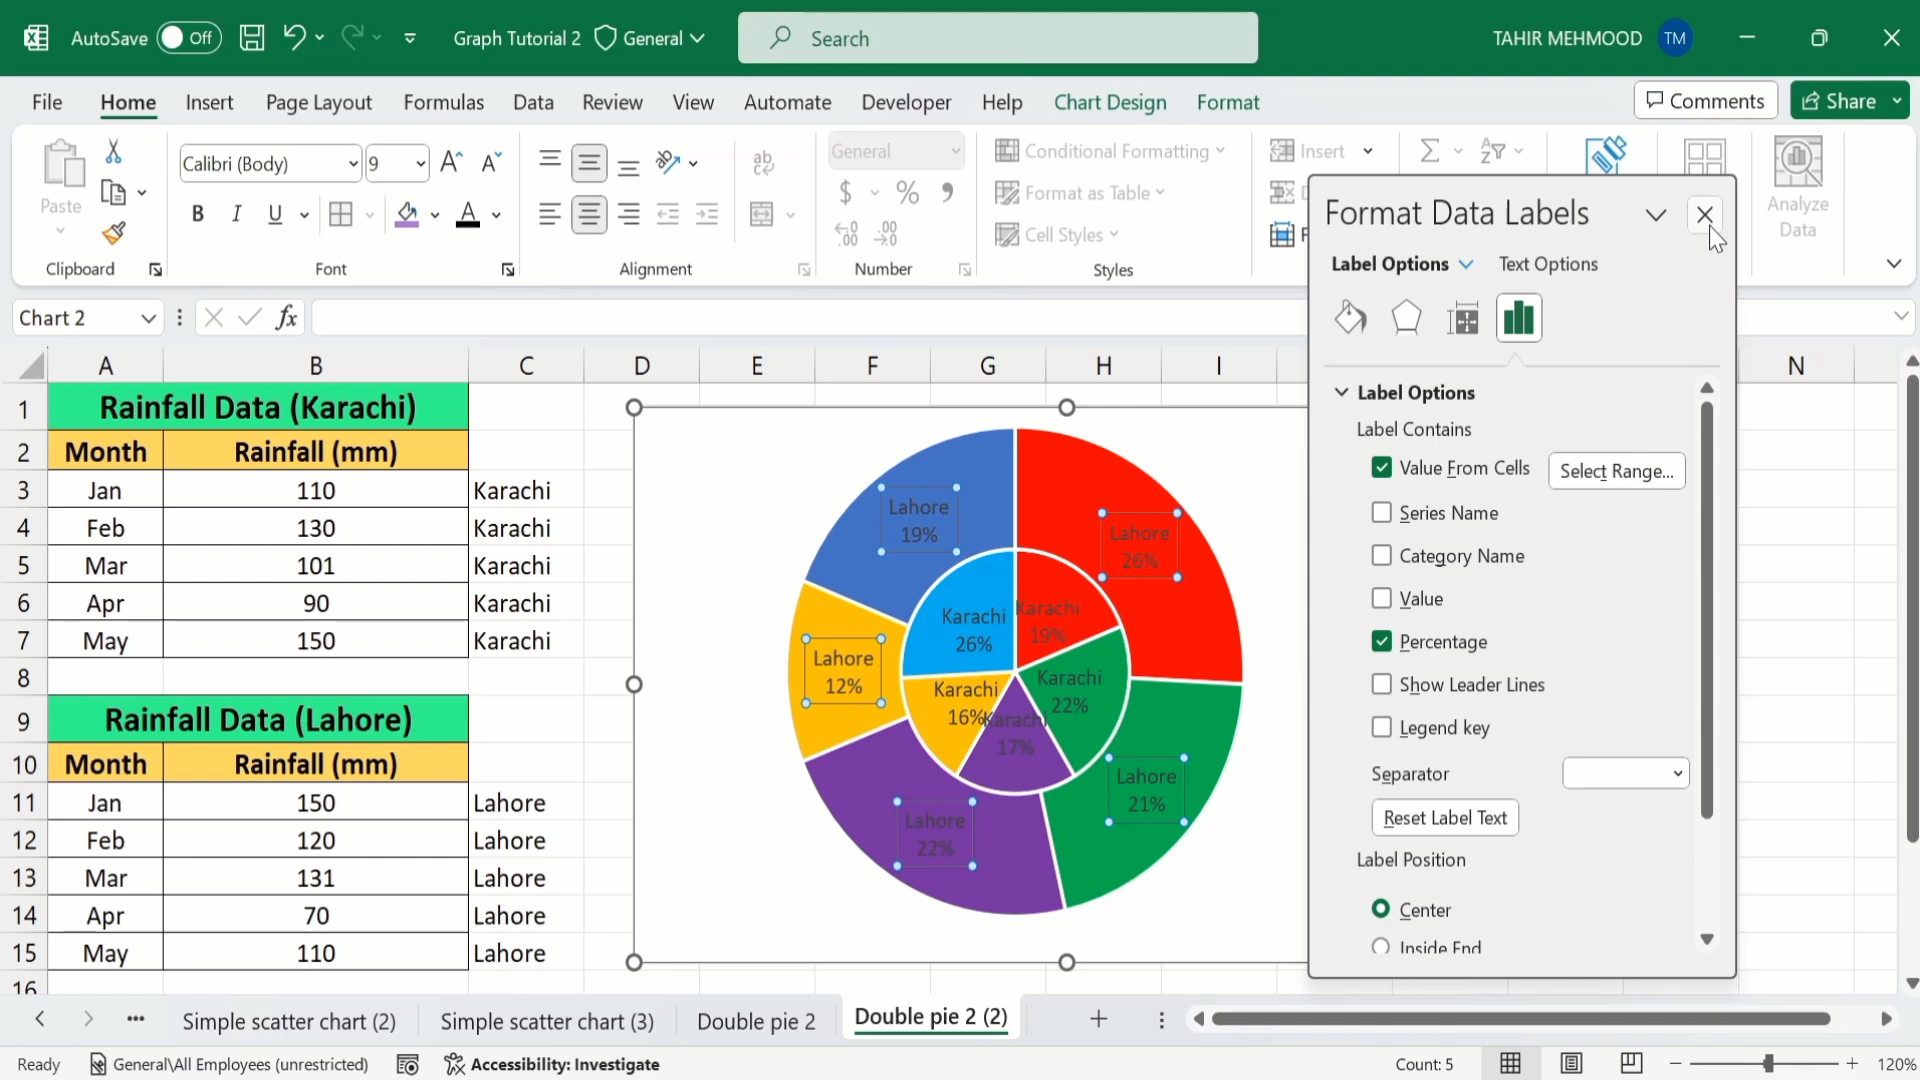 AutoSave Off Graph Tutorial 2 General Search TAHIR MEHMOOD TM
File Home Insert Page Layout Formulas Data Review View Automate Developer Help Chart Design Format Comments Share
Paste
Calibri (Body) 9
B I U
ab
General
$ % ,
.00
Conditional Formatting
Format as Table
Cell Styles
Insert
Analyze
Data
Clipboard Font Alignment Number Styles
Chart 2 fx
A B C D E F G H I N
1 Rainfall Data (Karachi)
2 Month Rainfall (mm)
3 Jan 110 Karachi
4 Feb 130 Karachi
5 Mar 101 Karachi
6 Apr 90 Karachi
7 May 150 Karachi
8
9 Rainfall Data (Lahore)
10 Month Rainfall (mm)
11 Jan 150 Lahore
12 Feb 120 Lahore
13 Mar 131 Lahore
14 Apr 70 Lahore
15 May 110 Lahore
16
Lahore
19%
Lahore
26%
Karachi
26%
Karachi
19%
Lahore
12%
Karachi
16%
Karachi
22%
Karachi
17%
Lahore
21%
Lahore
22%
Format Data Labels
Label Options Text Options
Label Options
Label Contains
Value From Cells Select Range...
Series Name
Category Name
Value
Percentage
Show Leader Lines
Legend key
Separator
Reset Label Text
Label Position
Center
Inside End
Simple scatter chart (2) Simple scatter chart (3) Double pie 2 Double pie 2 (2)
Ready General\All Employees (unrestricted) Accessibility: Investigate Count: 5 120%